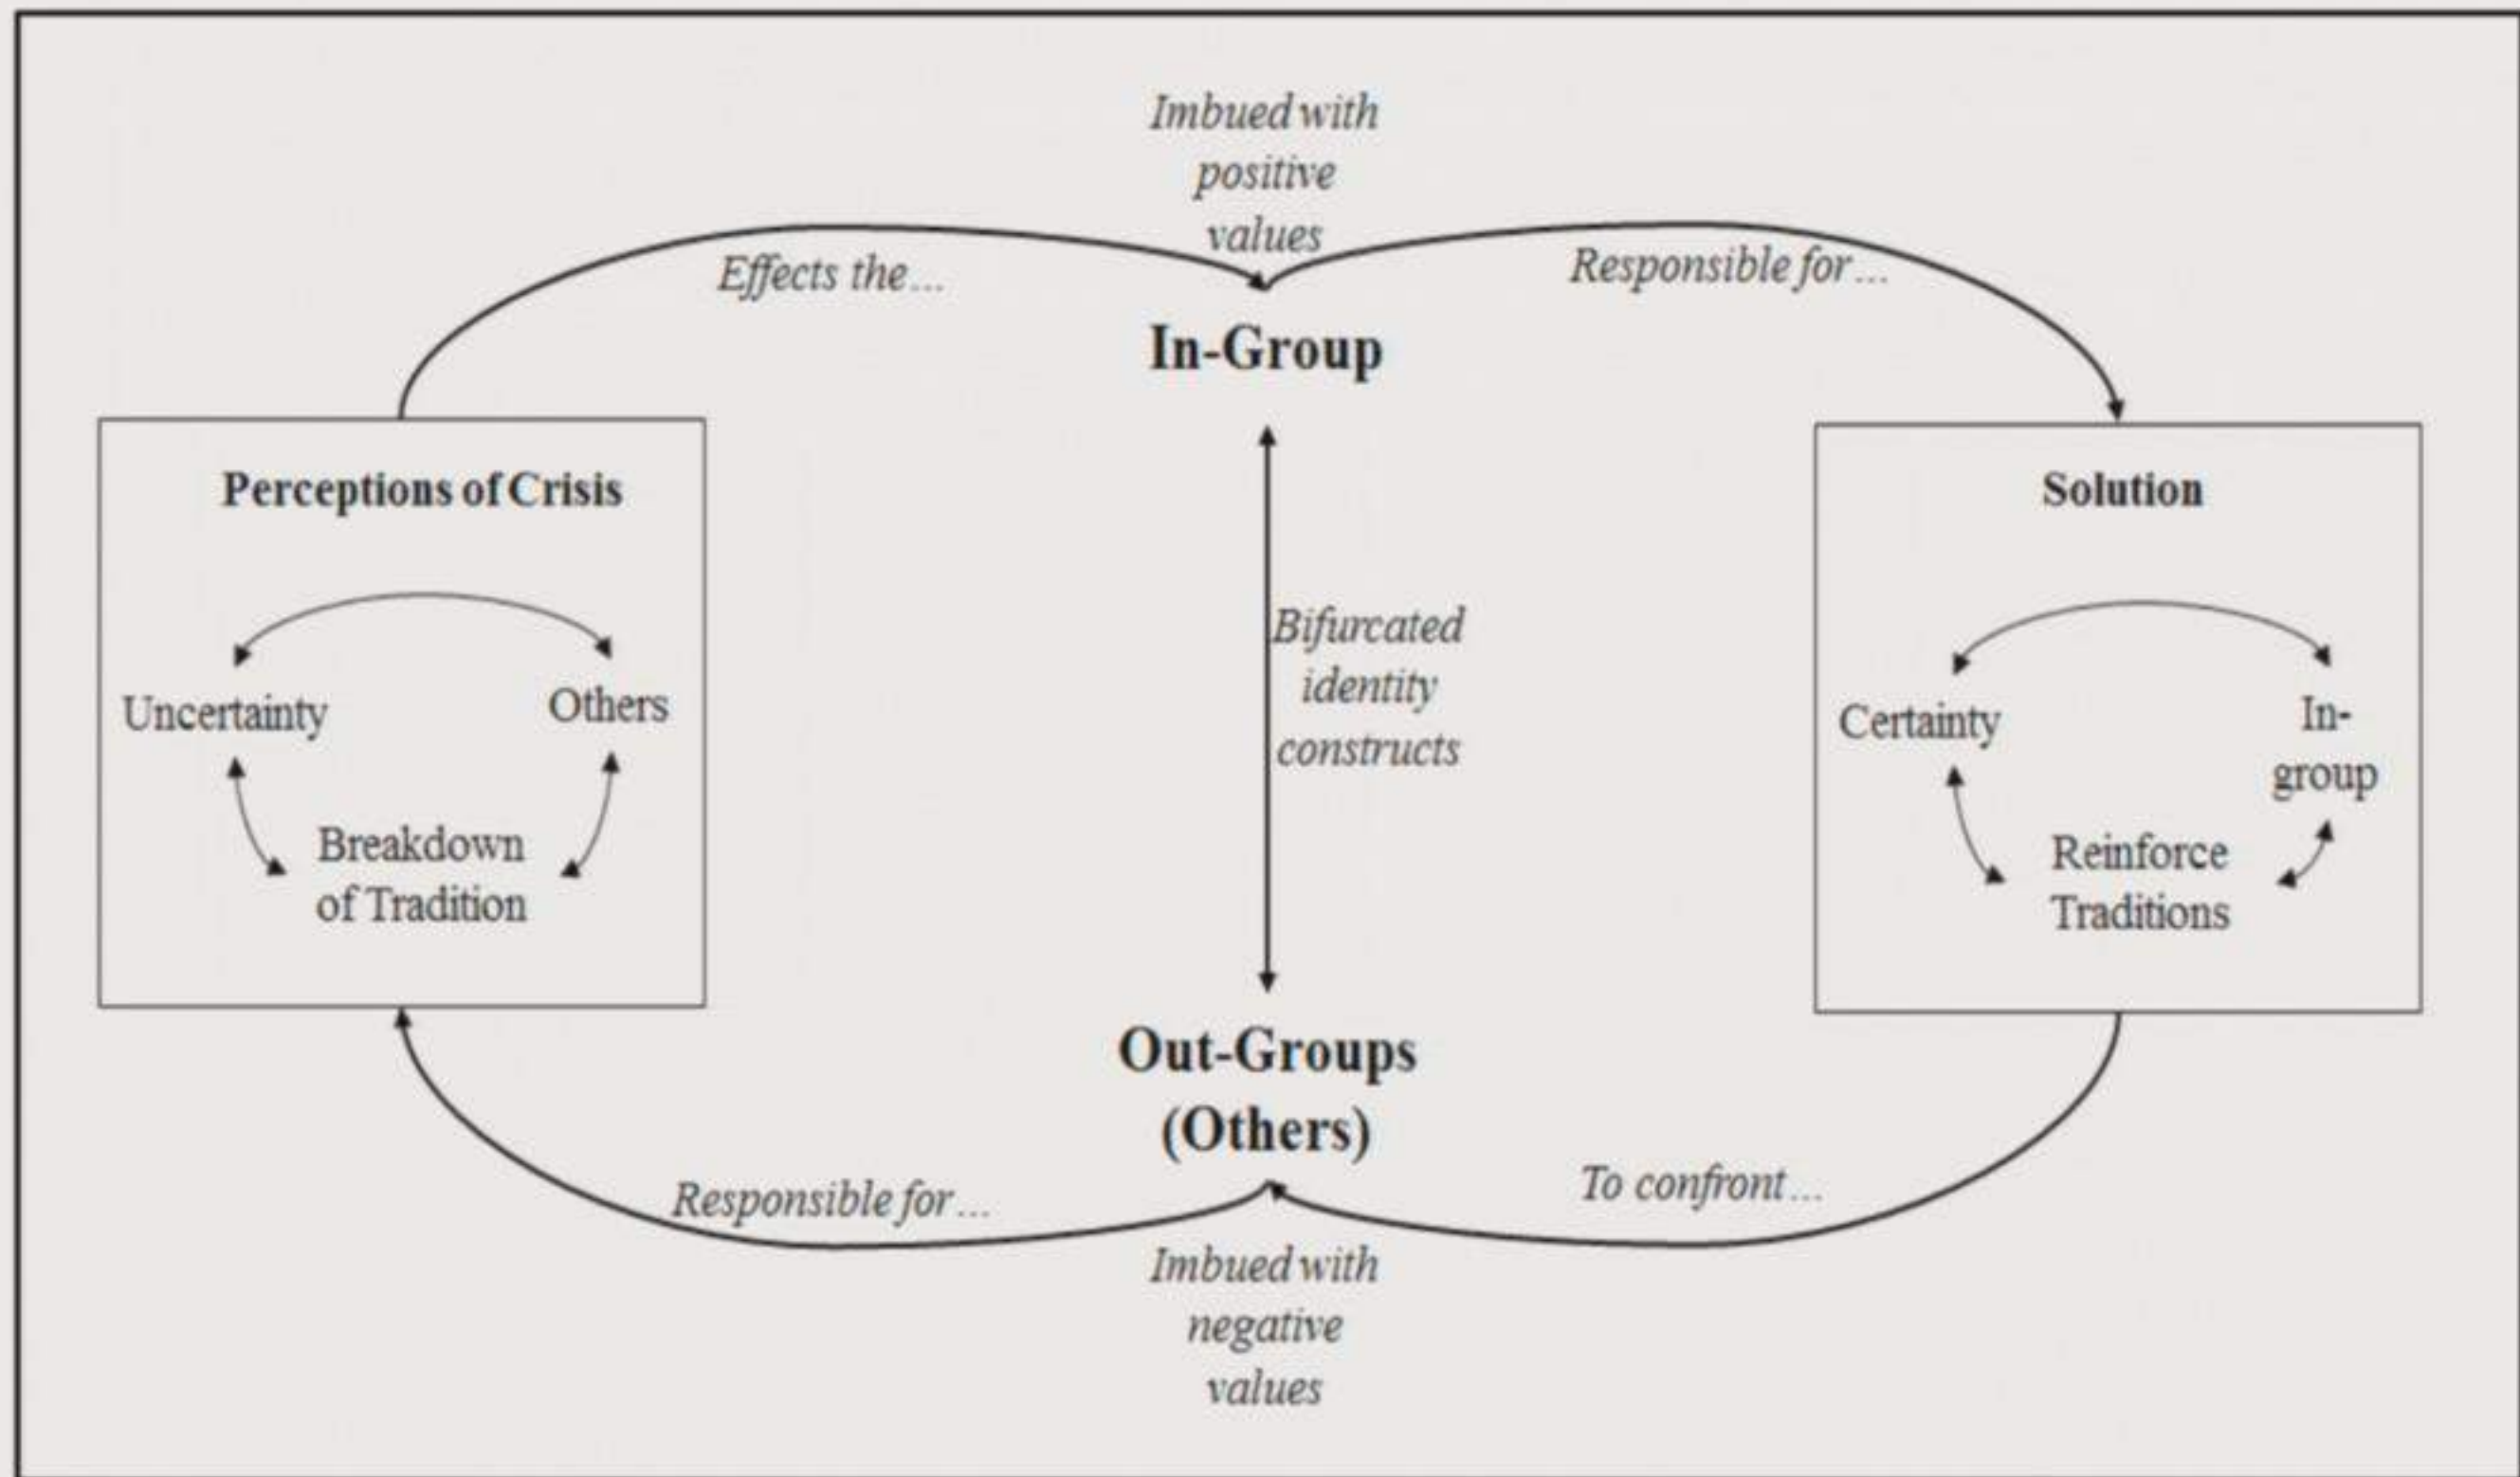 Imbued with
positive
values
Effects the...
Responsible for...
In-Group
Perceptions of Crisis
Uncertainty
Others
Breakdown
of Tradition
Bifurcated
identity
constructs
Solution
Certainty
In-
group
Reinforce
Traditions
Out-Groups
(Others)
Responsible for...
To confront...
Imbued with
negative
values